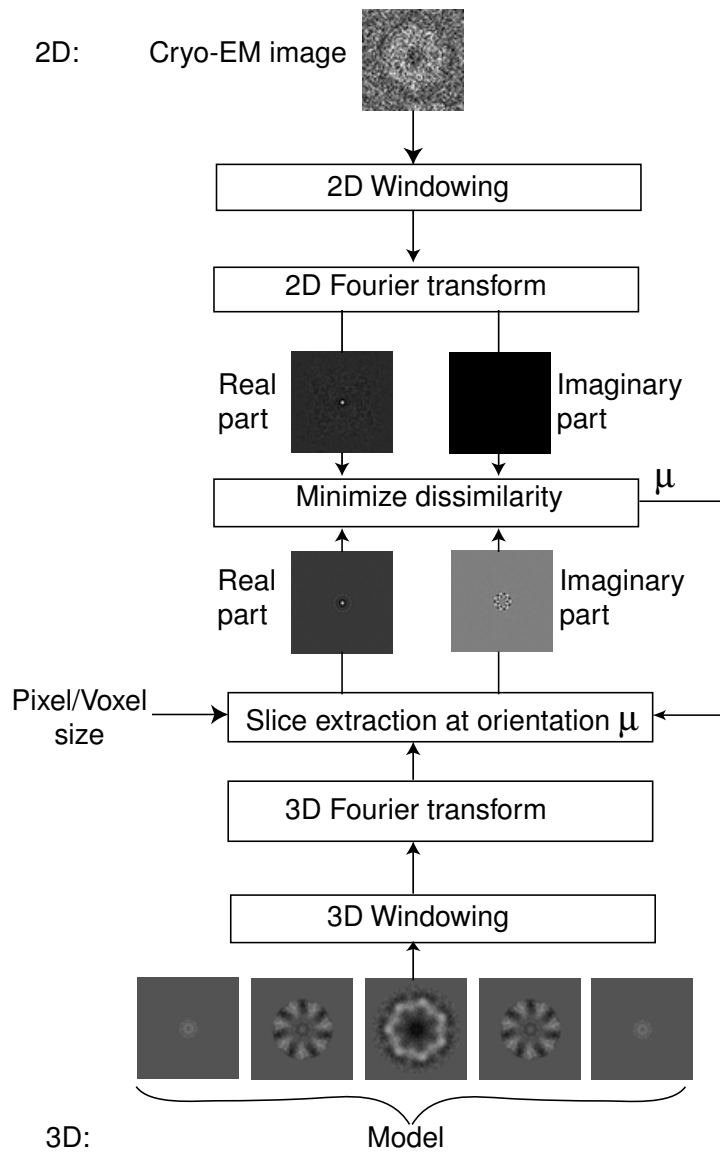 2D: Cryo-EM image
2D Windowing
2D Fourier transform
Real
part
Imaginary
part
Minimize dissimilarity
μ
Real
part
Imaginary
part
Pixel/Voxel
size
Slice extraction at orientation μ
3D Fourier transform
3D Windowing
3D: Model